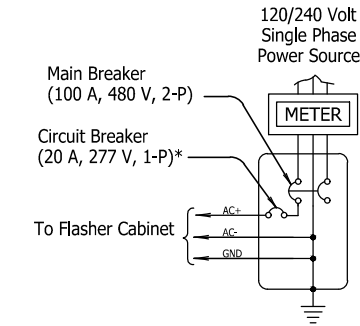 120/240 Volt
Single Phase
Power Source
Main Breaker
(100 A, 480 V, 2-P)
METER
Circuit Breaker
(20 A, 277 V, 1-P)*
AC+
To Flasher Cabinet
AC-
GND